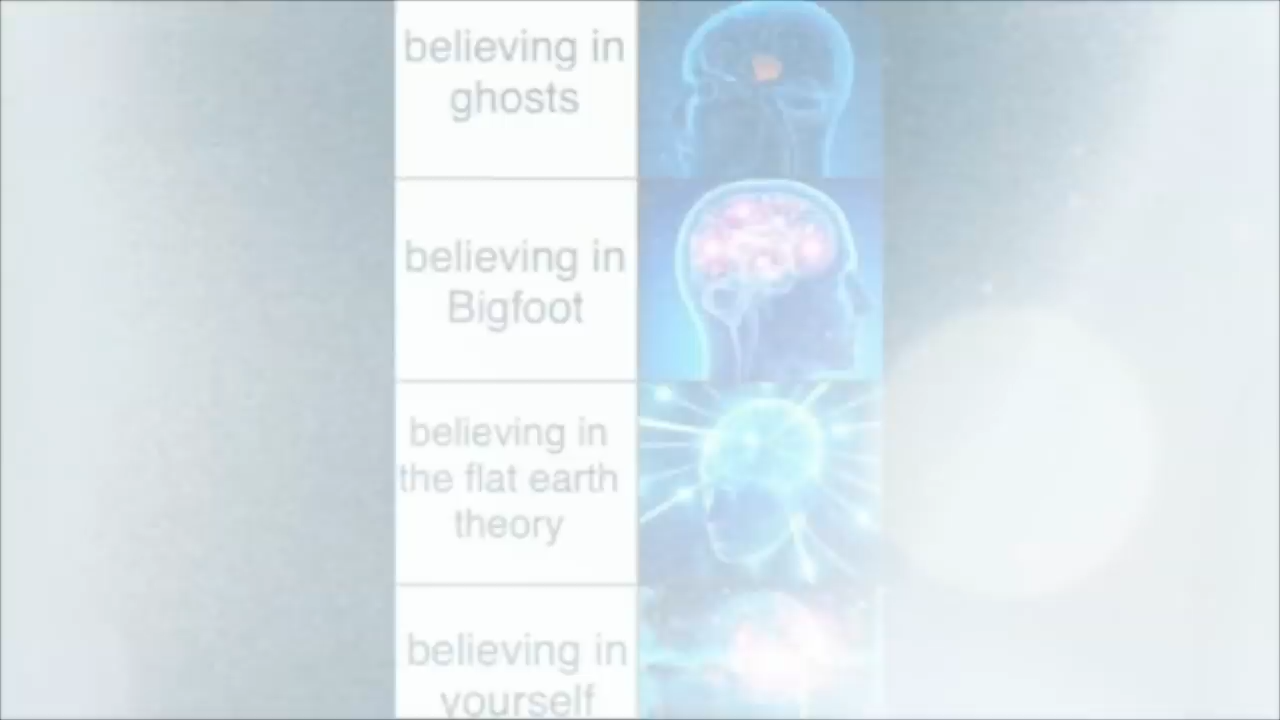 believing in
ghosts
believing in
Bigfoot
believing in
the flat earth
theory
believing in
yourself